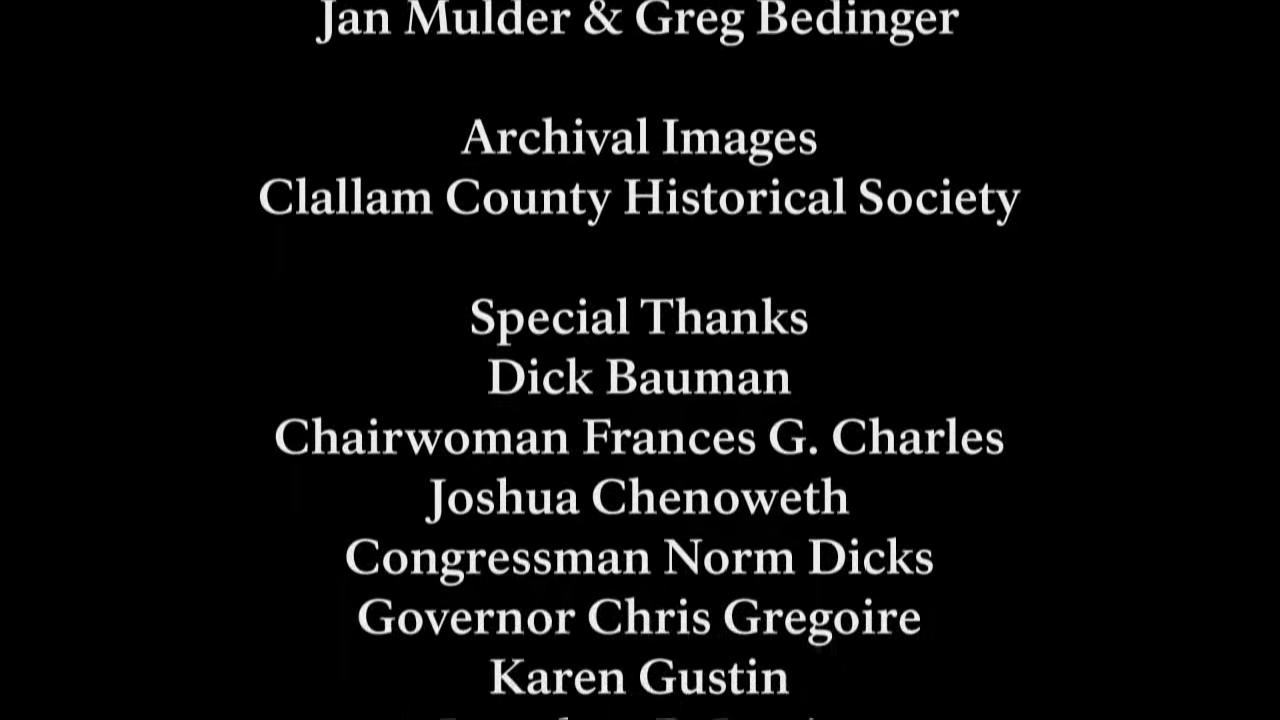 Jan Mulder & Greg Bedinger
Archival Images
Clallam County Historical Society
Special Thanks
Dick Bauman
Chairwoman Frances G. Charles
Joshua Chenoweth
Congressman Norm Dicks
Governor Chris Gregoire
Karen Gustin